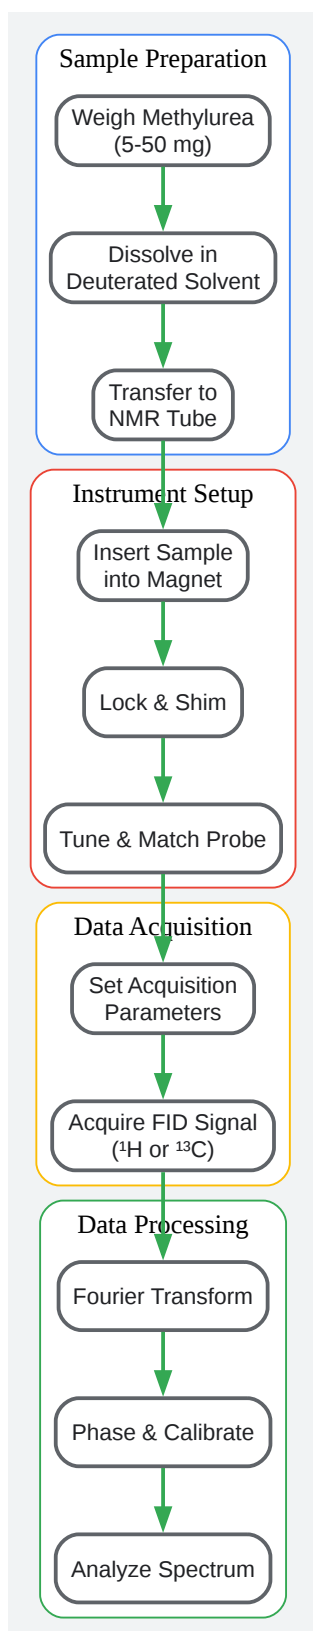 Sample Preparation
Weigh Methylurea
(5-50 mg)
Dissolve in
Deuterated Solvent
Transfer to
NMR Tube
Instrument Setup
Insert Sample
into Magnet
Lock & Shim
Tune & Match Probe
Data Acquisition
Set Acquisition
Parameters
Acquire FID Signal
(¹H or ¹³C)
Data Processing
Fourier Transform
Phase & Calibrate
Analyze Spectrum